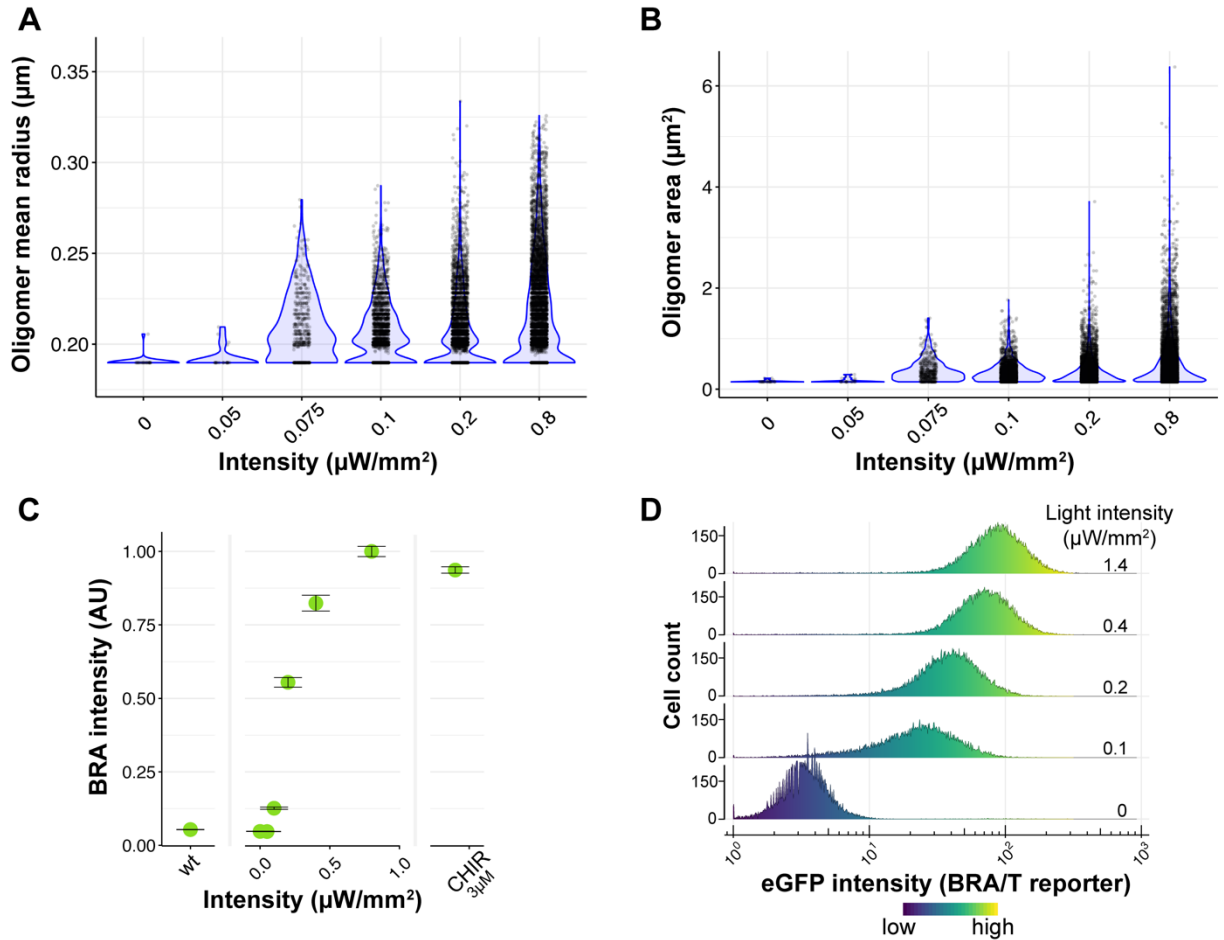 A
Oligomer mean radius (µm)
0.35
0.30
0.25
0.20
0
0.05
0.075
0.1
0.2
0.8
Intensity (µW/mm²)
B
Oligomer area (µm²)
6
4
2
0
0
0.05
0.075
0.1
0.2
0.8
Intensity (µW/mm²)
C
BRA intensity (AU)
1.00
0.75
0.50
0.25
0.00
wt
0.0
0.5
1.0
CHIR
3µM
Intensity (µW/mm²)
D
Light intensity
(µW/mm²)
Cell count
150
0
1.4
150
0
0.4
150
0
0.2
150
0
0.1
150
0
0
10⁰
10¹
10²
10³
eGFP intensity (BRA/T reporter)
low
high